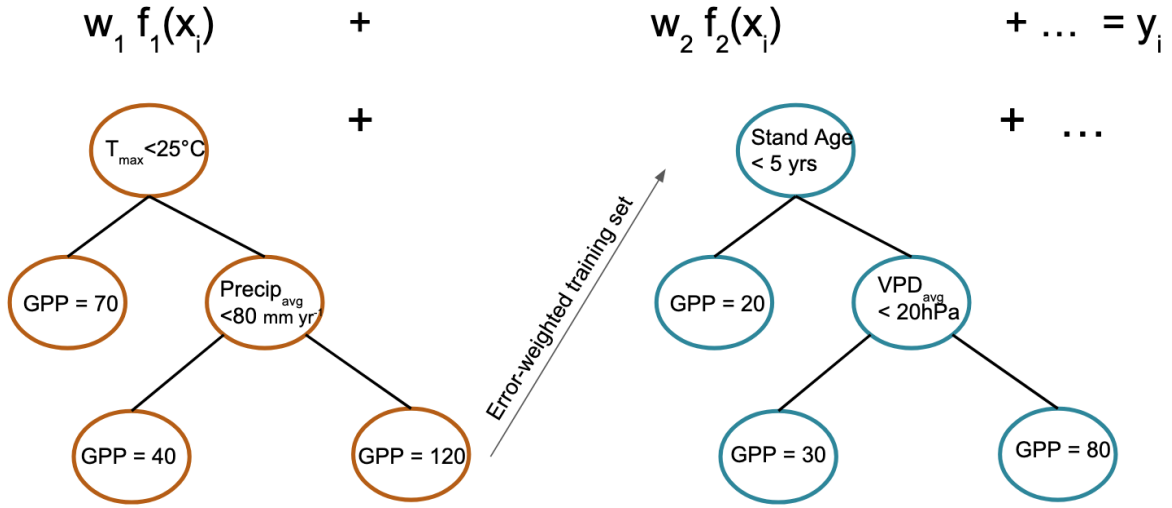 w₁ f₁(xᵢ) + w₂ f₂(xᵢ) + ... = yᵢ
+ + ...
Tmax<25°C
GPP = 70
Precipavg
<80 mm yr⁻¹
GPP = 40
GPP = 120
Error-weighted training set
Stand Age
< 5 yrs
GPP = 20
VPDavg
< 20hPa
GPP = 30
GPP = 80